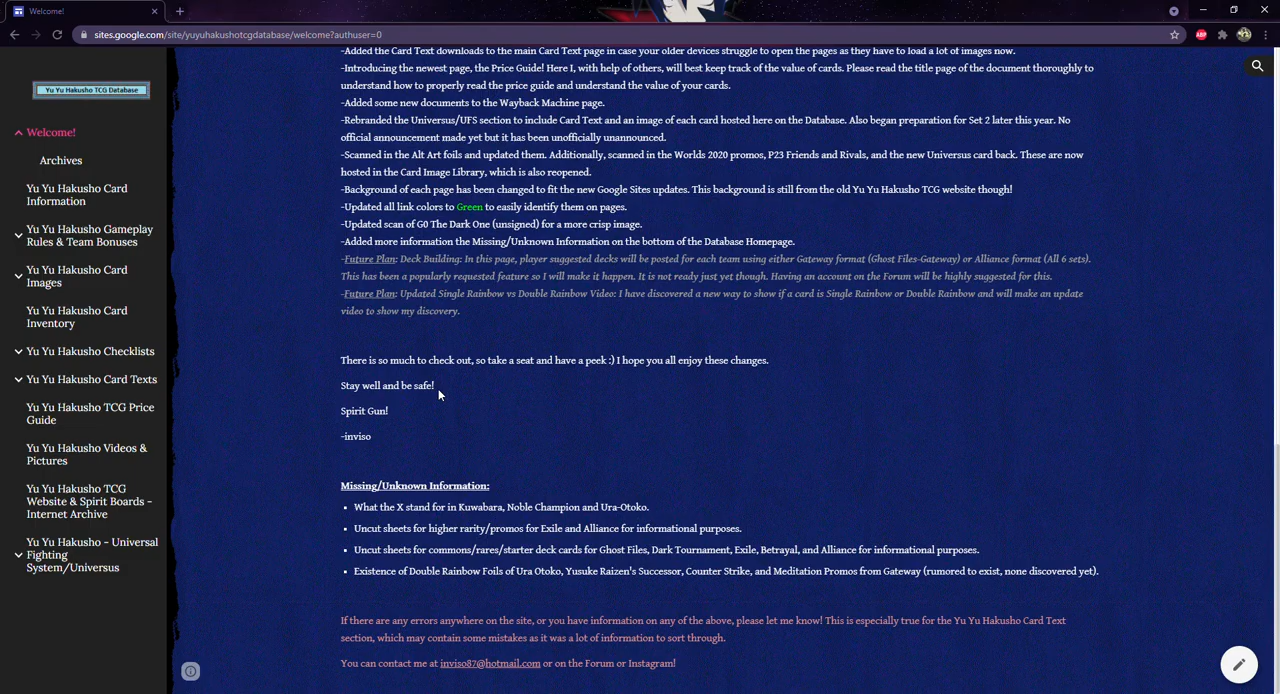 Welcome!
sites.google.com/site/yuyuhakushotcgdatabase/welcome?authuser=0
ABP
Yu Yu Hakusho TCG Database
Welcome!
Archives
Yu Yu Hakusho Card
Information
Yu Yu Hakusho Gameplay
Rules & Team Bonuses
Yu Yu Hakusho Card
Images
Yu Yu Hakusho Card
Inventory
Yu Yu Hakusho Checklists
Yu Yu Hakusho Card Texts
Yu Yu Hakusho TCG Price
Guide
Yu Yu Hakusho Videos &
Pictures
Yu Yu Hakusho TCG
Website & Spirit Boards -
Internet Archive
Yu Yu Hakusho - Universal
Fighting
System/Universus
-Added the Card Text downloads to the main Card Text page in case your older devices struggle to open the pages as they have to load a lot of images now.
-Introducing the newest page, the Price Guide! Here I, with help of others, will best keep track of the value of cards. Please read the title page of the document thoroughly to
understand how to properly read the price guide and understand the value of your cards.
-Added some new documents to the Wayback Machine page.
-Rebranded the Universus/UFS section to include Card Text and an image of each card hosted here on the Database. Also began preparation for Set 2 later this year. No
official announcement made yet but it has been unofficially unannounced.
-Scanned in the Alt Art foils and updated them. Additionally, scanned in the Worlds 2020 promos, P23 Friends and Rivals, and the new Universus card back. These are now
hosted in the Card Image Library, which is also reopened.
-Background of each page has been changed to fit the new Google Sites updates. This background is still from the old Yu Yu Hakusho TCG website though!
-Updated all link colors to Green to easily identify them on pages.
-Updated scan of G0 The Dark One (unsigned) for a more crisp image.
-Added more information the Missing/Unknown Information on the bottom of the Database Homepage.
-Future Plan: Deck Building: In this page, player suggested decks will be posted for each team using either Gateway format (Ghost Files-Gateway) or Alliance format (All 6 sets).
This has been a popularly requested feature so I will make it happen. It is not ready just yet though. Having an account on the Forum will be highly suggested for this.
-Future Plan: Updated Single Rainbow vs Double Rainbow Video: I have discovered a new way to show if a card is Single Rainbow or Double Rainbow and will make an update
video to show my discovery.
There is so much to check out, so take a seat and have a peek :) I hope you all enjoy these changes.
Stay well and be safe!
Spirit Gun!
-inviso
Missing/Unknown Information:
• What the X stand for in Kuwabara, Noble Champion and Ura-Otoko.
• Uncut sheets for higher rarity/promos for Exile and Alliance for informational purposes.
• Uncut sheets for commons/rares/starter deck cards for Ghost Files, Dark Tournament, Exile, Betrayal, and Alliance for informational purposes.
• Existence of Double Rainbow Foils of Ura Otoko, Yusuke Raizen's Successor, Counter Strike, and Meditation Promos from Gateway (rumored to exist, none discovered yet).
If there are any errors anywhere on the site, or you have information on any of the above, please let me know! This is especially true for the Yu Yu Hakusho Card Text
section, which may contain some mistakes as it was a lot of information to sort through.
You can contact me at inviso87@hotmail.com or on the Forum or Instagram!